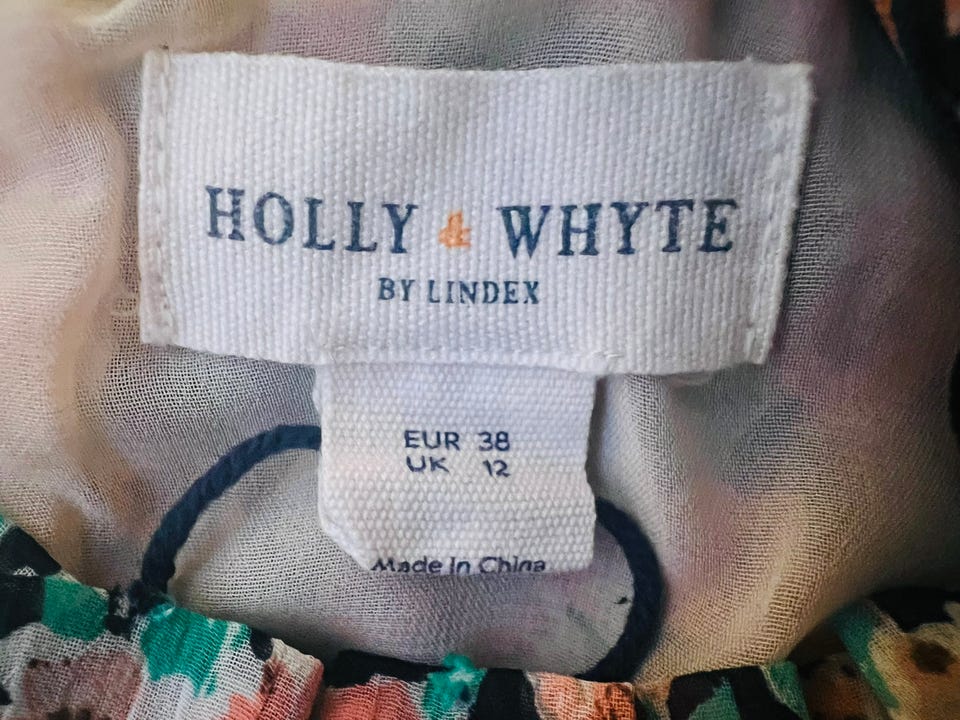 HOLLY & WHYTE
BY LINDEX
EUR 38
UK 12
Made In China